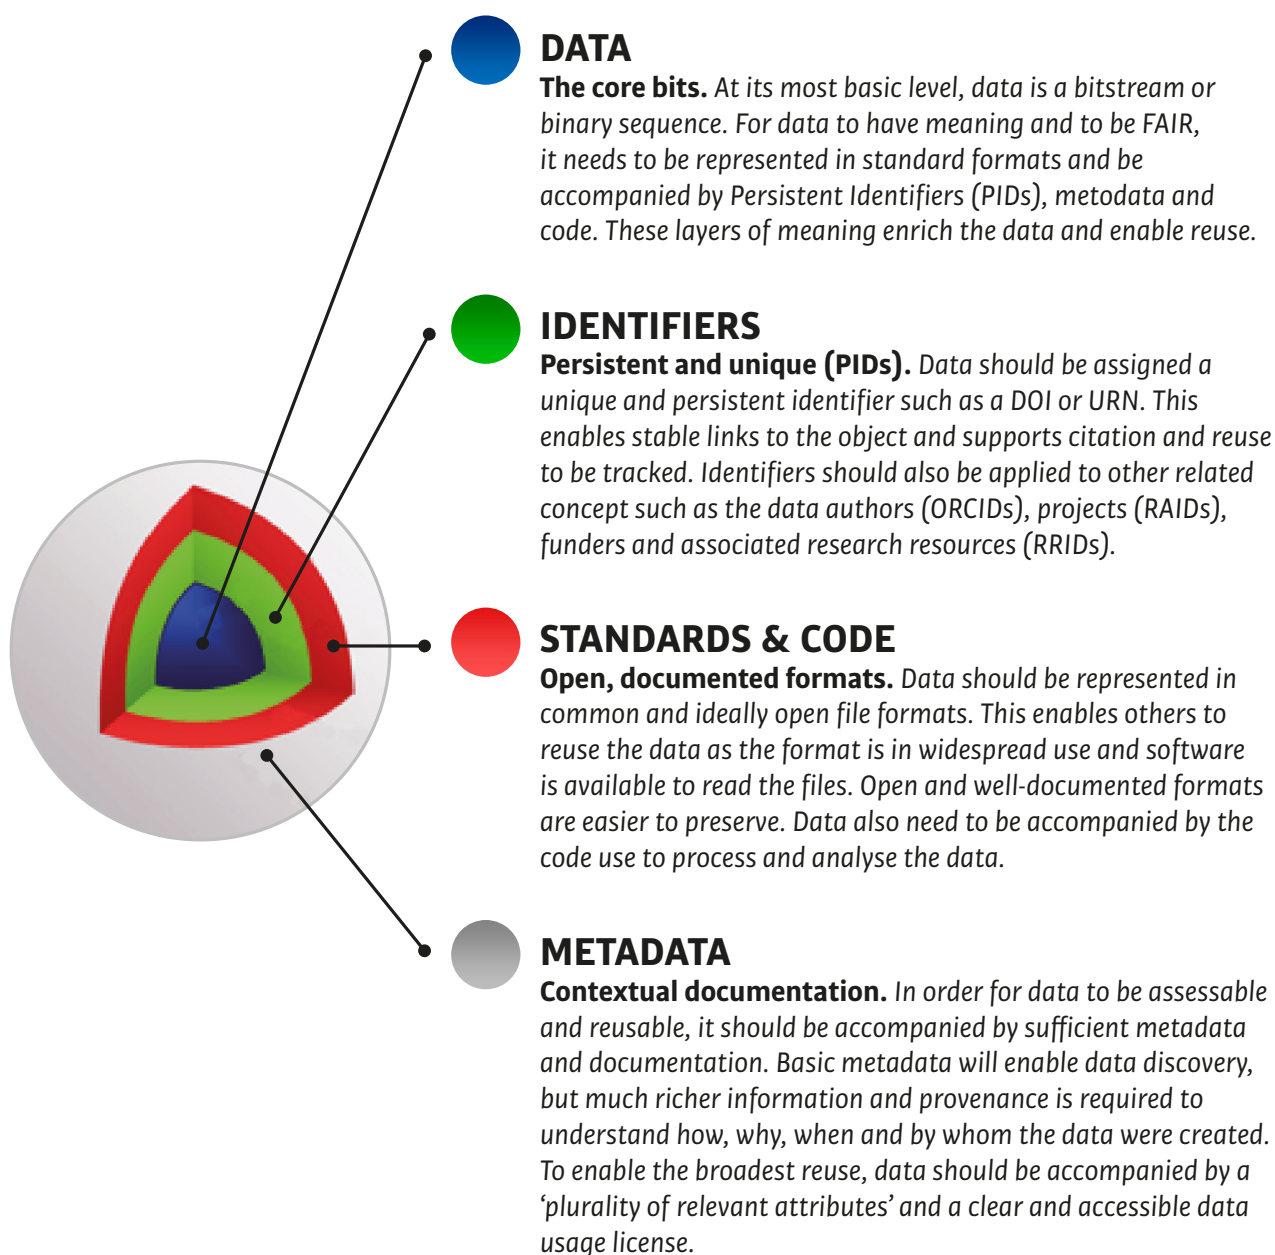 DATA
The core bits. At its most basic level, data is a bitstream or
binary sequence. For data to have meaning and to be FAIR,
it needs to be represented in standard formats and be
accompanied by Persistent Identifiers (PIDs), metodata and
code. These layers of meaning enrich the data and enable reuse.
IDENTIFIERS
Persistent and unique (PIDs). Data should be assigned a
unique and persistent identifier such as a DOI or URN. This
enables stable links to the object and supports citation and reuse
to be tracked. Identifiers should also be applied to other related
concept such as the data authors (ORCIDs), projects (RAIDs),
funders and associated research resources (RRIDs).
STANDARDS & CODE
Open, documented formats. Data should be represented in
common and ideally open file formats. This enables others to
reuse the data as the format is in widespread use and software
is available to read the files. Open and well-documented formats
are easier to preserve. Data also need to be accompanied by the
code use to process and analyse the data.
METADATA
Contextual documentation. In order for data to be assessable
and reusable, it should be accompanied by sufficient metadata
and documentation. Basic metadata will enable data discovery,
but much richer information and provenance is required to
understand how, why, when and by whom the data were created.
To enable the broadest reuse, data should be accompanied by a
‘plurality of relevant attributes’ and a clear and accessible data
usage license.